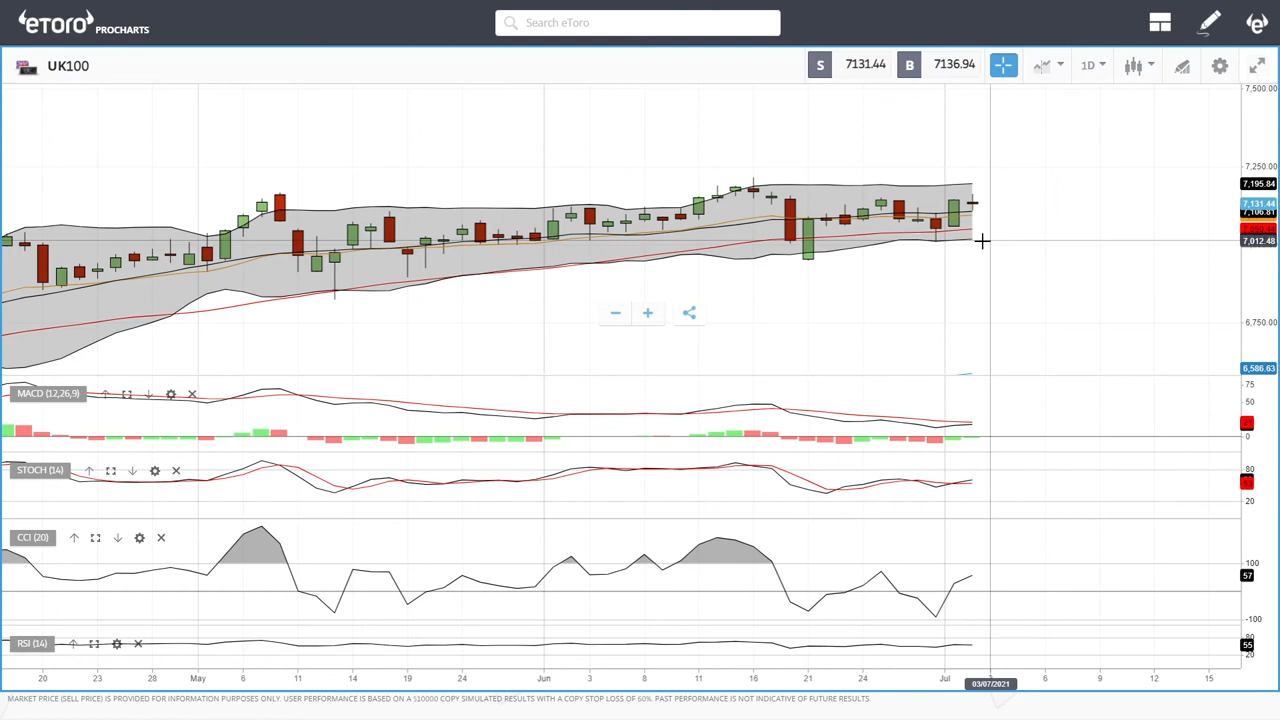 eToro PROCHARTS
Search eToro
UK100
S 7131.44 B 7136.94 1D
7,500.00
7,250.00
7,195.84
7,131.44
7,012.48
6,750.00
6,586.63
MACD (12,26,9)
75
50
0
STOCH (14)
80
20
CCI (20)
100
57
-100
RSI (14)
80
55
20
20 23 28 May 6 11 14 19 24 Jun 3 8 11 16 21 24 Jul 6 9 12 15
03/07/2021
MARKET PRICE (SELL PRICE) IS PROVIDED FOR INFORMATION PURPOSES ONLY. USER PERFORMANCE IS BASED ON A $10000 COPY SIMULATED RESULTS WITH A COPY STOP LOSS OF 60%. PAST PERFORMANCE IS NOT INDICATIVE OF FUTURE RESULTS.